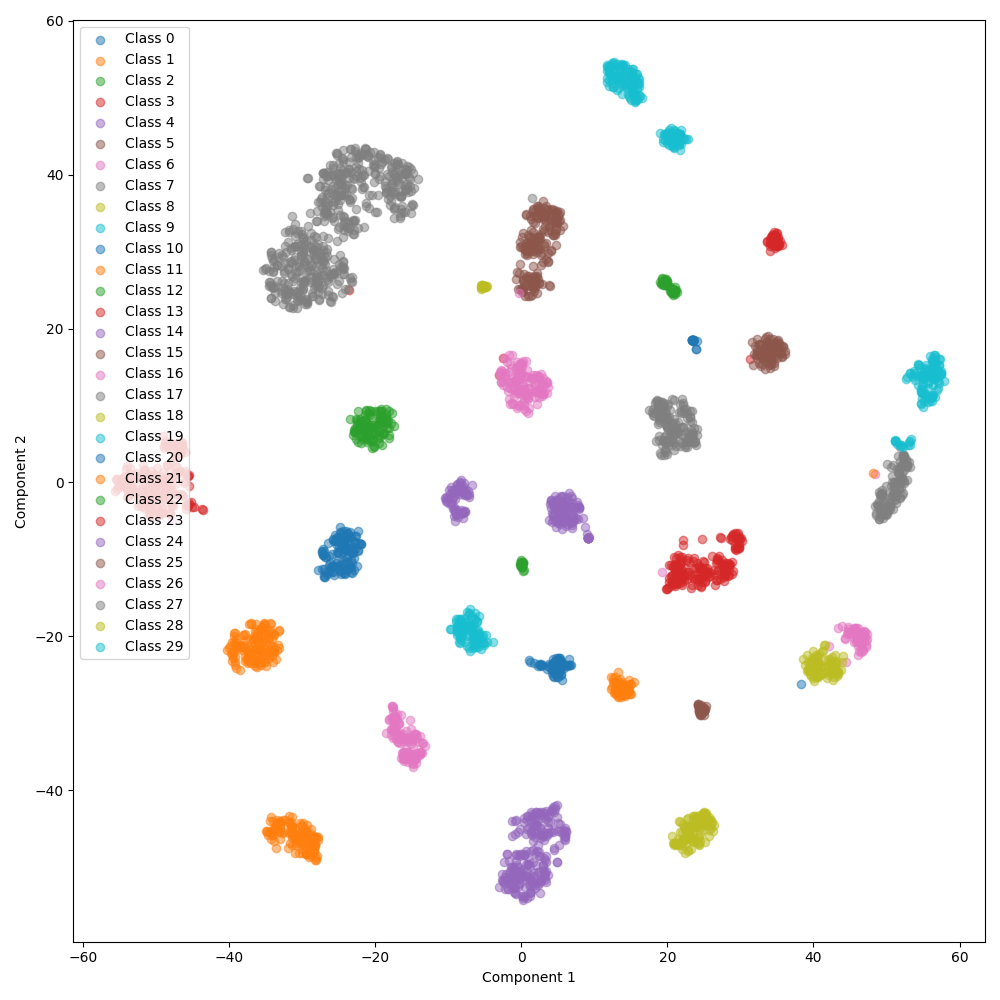 60
40
20
0
−20
−40
Component 2
Class 0
Class 1
Class 2
Class 3
Class 4
Class 5
Class 6
Class 7
Class 8
Class 9
Class 10
Class 11
Class 12
Class 13
Class 14
Class 15
Class 16
Class 17
Class 18
Class 19
Class 20
Class 21
Class 22
Class 23
Class 24
Class 25
Class 26
Class 27
Class 28
Class 29
−60 −40 −20 0 20 40 60
Component 1